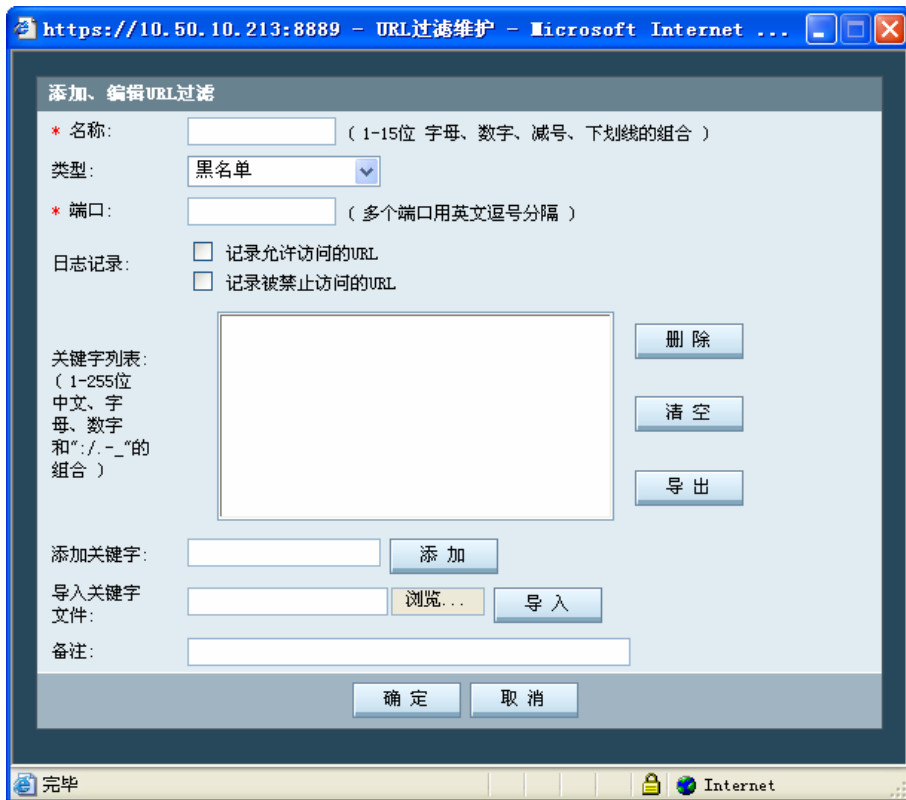 https://10.50.10.213:8889 - URL过滤维护 - Microsoft Internet ...
添加、编辑URL过滤
* 名称:
( 1-15位 字母、数字、减号、下划线的组合 )
类型:
黑名单
* 端口:
( 多个端口用英文逗号分隔 )
日志记录:
记录允许访问的URL
记录被禁止访问的URL
关键字列表:
( 1-255位
中文、字
母、数字
和":/.-_"的
组合 )
删 除
清 空
导 出
添加关键字:
添 加
导入关键字
文件:
浏览...
导 入
备注:
确 定
取 消
完毕
Internet